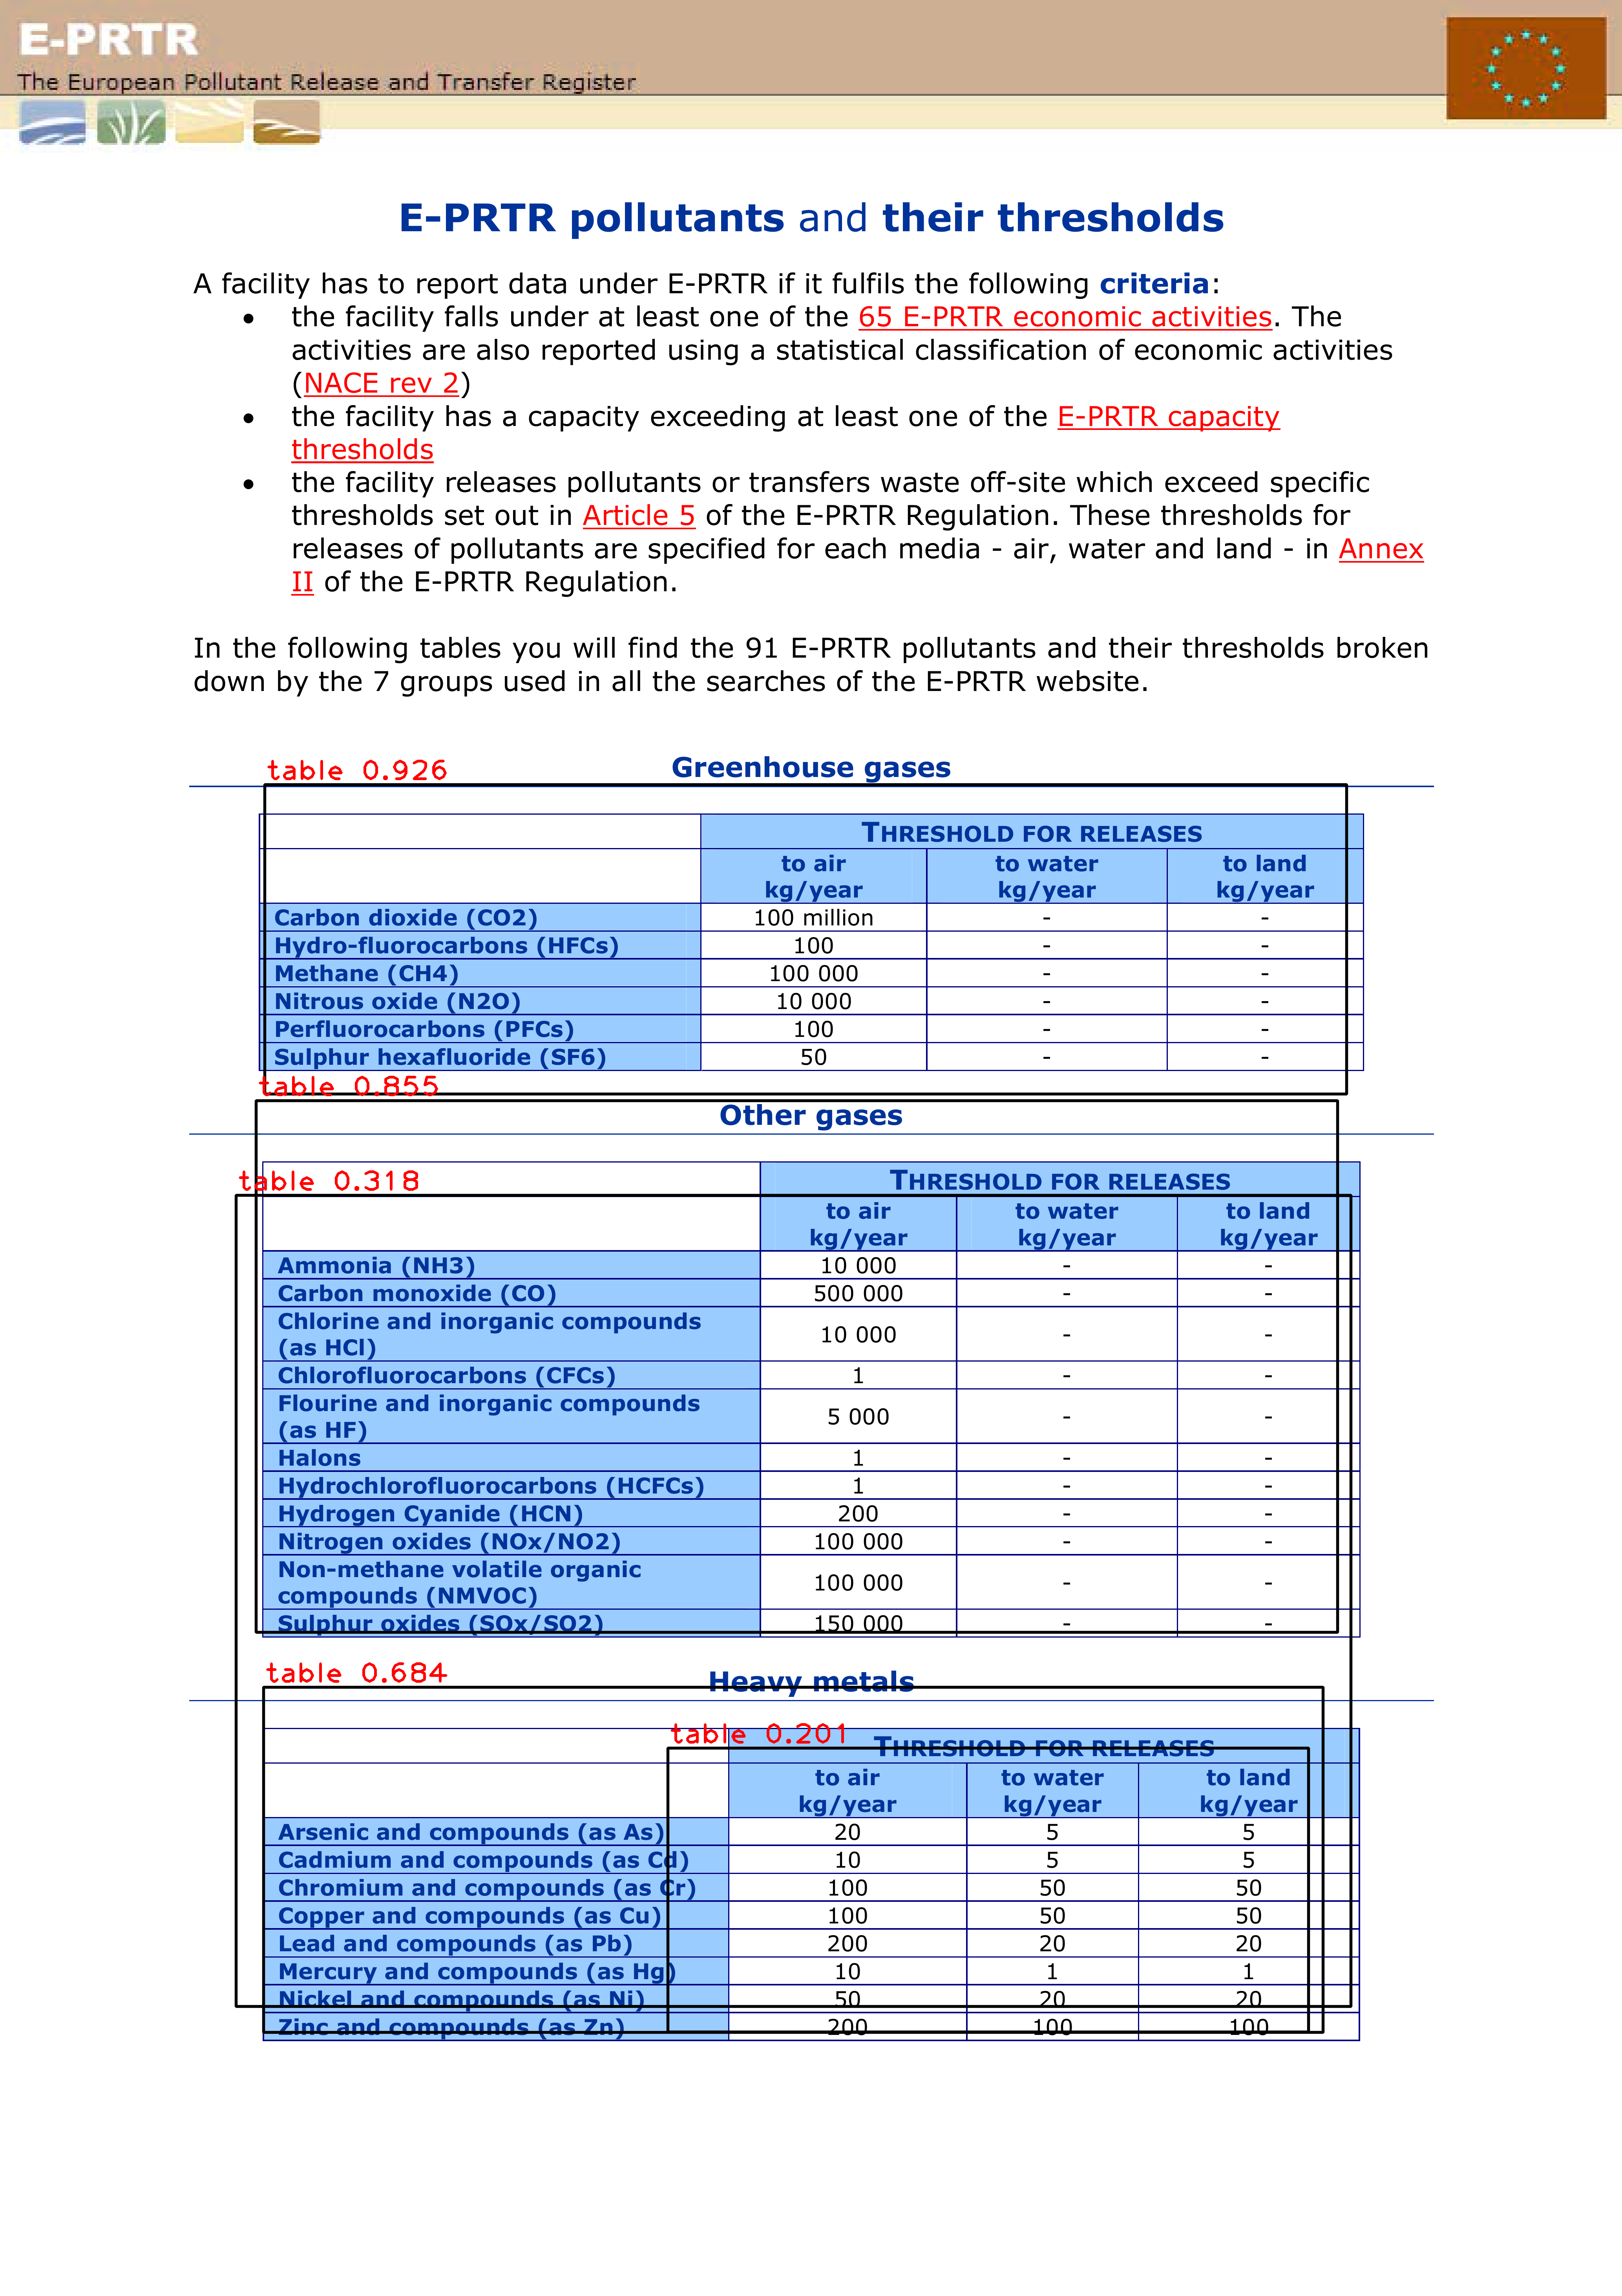 E-PRTR
The European Pollutant Release and Transfer Register
E-PRTR pollutants and their thresholds
A facility has to report data under E-PRTR if it fulfils the following criteria:
• the facility falls under at least one of the 65 E-PRTR economic activities. The
activities are also reported using a statistical classification of economic activities
(NACE rev 2)
• the facility has a capacity exceeding at least one of the E-PRTR capacity
thresholds
• the facility releases pollutants or transfers waste off-site which exceed specific
thresholds set out in Article 5 of the E-PRTR Regulation. These thresholds for
releases of pollutants are specified for each media - air, water and land - in Annex
II of the E-PRTR Regulation.
In the following tables you will find the 91 E-PRTR pollutants and their thresholds broken
down by the 7 groups used in all the searches of the E-PRTR website.
table 0.926 Greenhouse gases
THRESHOLD FOR RELEASES
to air to water to land
kg/year kg/year kg/year
Carbon dioxide (CO2) 100 million - -
Hydro-fluorocarbons (HFCs) 100 - -
Methane (CH4) 100 000 - -
Nitrous oxide (N2O) 10 000 - -
Perfluorocarbons (PFCs) 100 - -
Sulphur hexafluoride (SF6) 50 - -
table 0.855
Other gases
table 0.318 THRESHOLD FOR RELEASES
to air to water to land
kg/year kg/year kg/year
Ammonia (NH3) 10 000 - -
Carbon monoxide (CO) 500 000 - -
Chlorine and inorganic compounds
(as HCl) 10 000 - -
Chlorofluorocarbons (CFCs) 1 - -
Flourine and inorganic compounds
(as HF) 5 000 - -
Halons 1 - -
Hydrochlorofluorocarbons (HCFCs) 1 - -
Hydrogen Cyanide (HCN) 200 - -
Nitrogen oxides (NOx/NO2) 100 000 - -
Non-methane volatile organic
compounds (NMVOC) 100 000 - -
Sulphur oxides (SOx/SO2) 150 000 - -
table 0.684 Heavy metals
table 0.201 THRESHOLD FOR RELEASES
to air to water to land
kg/year kg/year kg/year
Arsenic and compounds (as As) 20 5 5
Cadmium and compounds (as Cd) 10 5 5
Chromium and compounds (as Cr) 100 50 50
Copper and compounds (as Cu) 100 50 50
Lead and compounds (as Pb) 200 20 20
Mercury and compounds (as Hg) 10 1 1
Nickel and compounds (as Ni) 50 20 20
Zinc and compounds (as Zn) 200 100 100